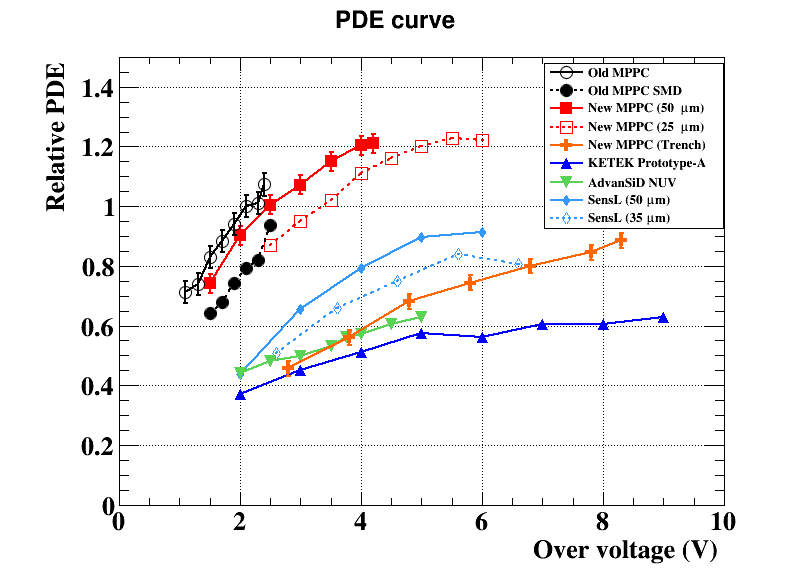 PDE curve
Relative PDE
1.4
1.2
1
0.8
0.6
0.4
0.2
0
0 2 4 6 8 10
Over voltage (V)
Old MPPC
Old MPPC SMD
New MPPC (50 μm)
New MPPC (25 μm)
New MPPC (Trench)
KETEK Prototype-A
AdvanSiD NUV
SensL (50 μm)
SensL (35 μm)